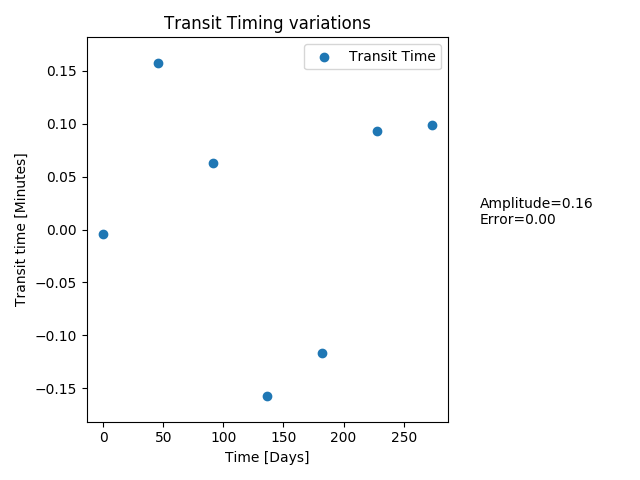 Transit Timing variations
Transit Time
Transit time [Minutes]
0.15
0.10
0.05
0.00
−0.05
−0.10
−0.15
0 50 100 150 200 250
Time [Days]
Amplitude=0.16
Error=0.00